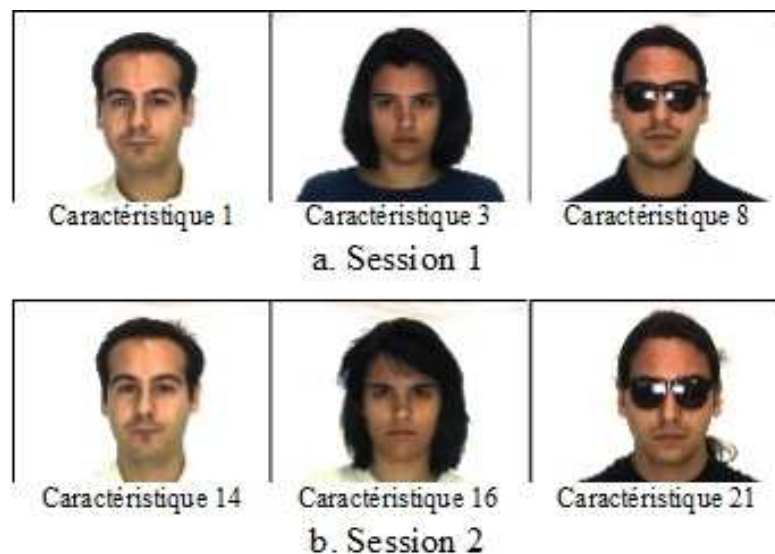 Caractéristique 1 Caractéristique 3 Caractéristique 8
a. Session 1
Caractéristique 14 Caractéristique 16 Caractéristique 21
b. Session 2